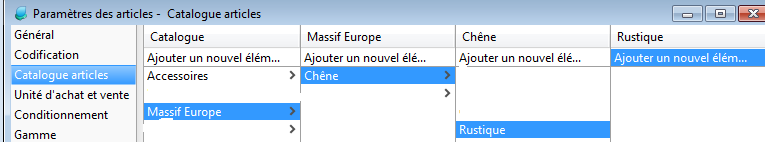 Paramètres des articles - Catalogue articles
Général
Codification
Catalogue articles
Unité d'achat et vente
Conditionnement
Gamme
Catalogue
Massif Europe
Chêne
Rustique
Ajouter un nouvel élém...
Ajouter un nouvel élé...
Ajouter un nouvel élé...
Ajouter un nouvel élém...
Accessoires
Chêne
Massif Europe
Rustique